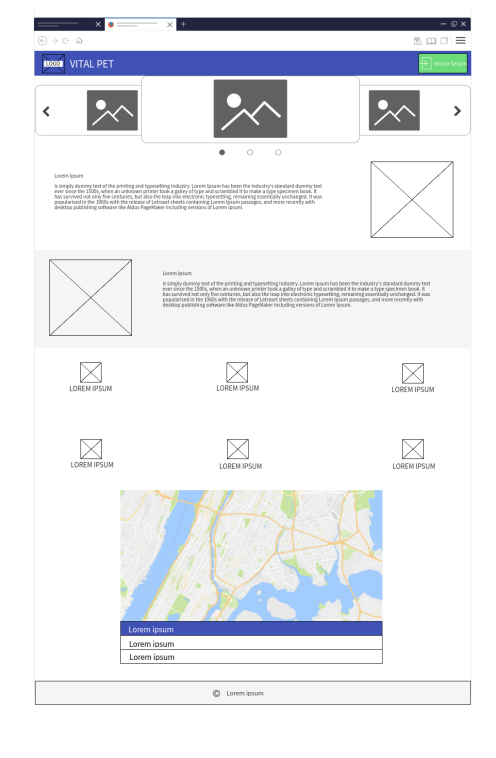 LOGO
VITAL PET
Iniciar Sesion
Lorem Ipsum
is simply dummy text of the printing and typesetting industry. Lorem Ipsum has been the industry's standard dummy text
ever since the 1500s, when an unknown printer took a galley of type and scrambled it to make a type specimen book. It
has survived not only five centuries, but also the leap into electronic typesetting, remaining essentially unchanged. It was
popularised in the 1960s with the release of Letraset sheets containing Lorem Ipsum passages, and more recently with
desktop publishing software like Aldus PageMaker including versions of Lorem Ipsum.
Lorem Ipsum
is simply dummy text of the printing and typesetting industry. Lorem Ipsum has been the industry's standard dummy text
ever since the 1500s, when an unknown printer took a galley of type and scrambled it to make a type specimen book. It
has survived not only five centuries, but also the leap into electronic typesetting, remaining essentially unchanged. It was
popularised in the 1960s with the release of Letraset sheets containing Lorem Ipsum passages, and more recently with
desktop publishing software like Aldus PageMaker including versions of Lorem Ipsum.
LOREM IPSUM
LOREM IPSUM
LOREM IPSUM
LOREM IPSUM
LOREM IPSUM
LOREM IPSUM
Lorem ipsum
Lorem ipsum
Lorem ipsum
© Lorem ipsum